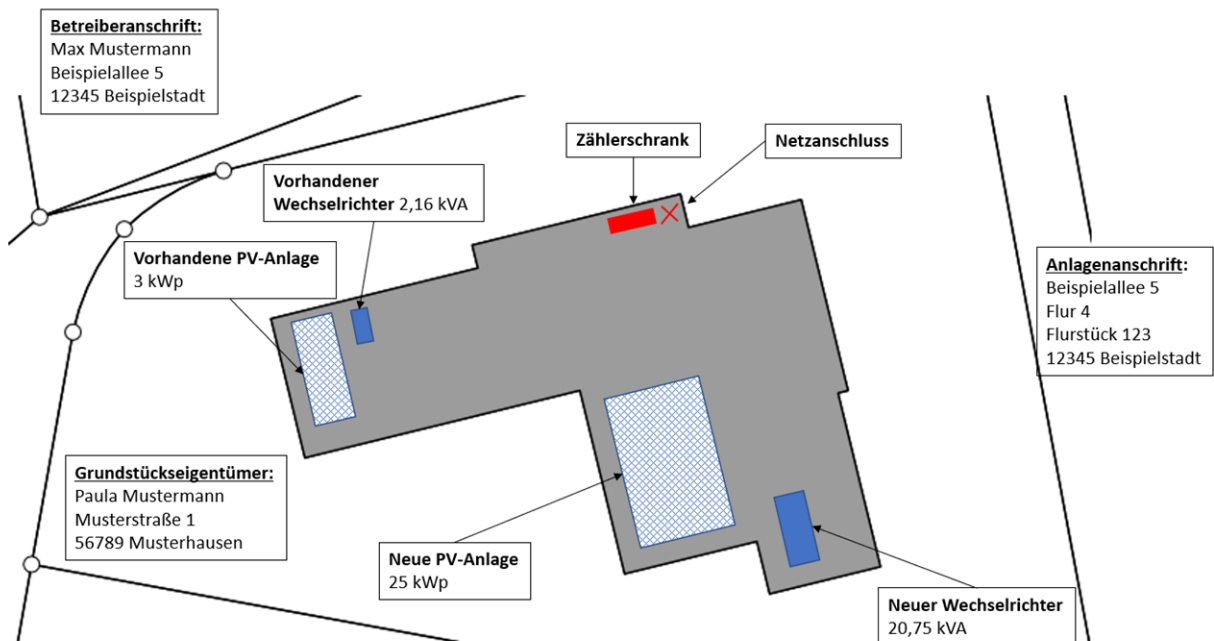 Betreiberanschrift:
Max Mustermann
Beispielallee 5
12345 Beispielstadt
Zählerschrank
Netzanschluss
Vorhandener
Wechselrichter 2,16 kVA
Vorhandene PV-Anlage
3 kWp
Anlagenanschrift:
Beispielallee 5
Flur 4
Flurstück 123
12345 Beispielstadt
Grundstückseigentümer:
Paula Mustermann
Musterstraße 1
56789 Musterhausen
Neue PV-Anlage
25 kWp
Neuer Wechselrichter
20,75 kVA